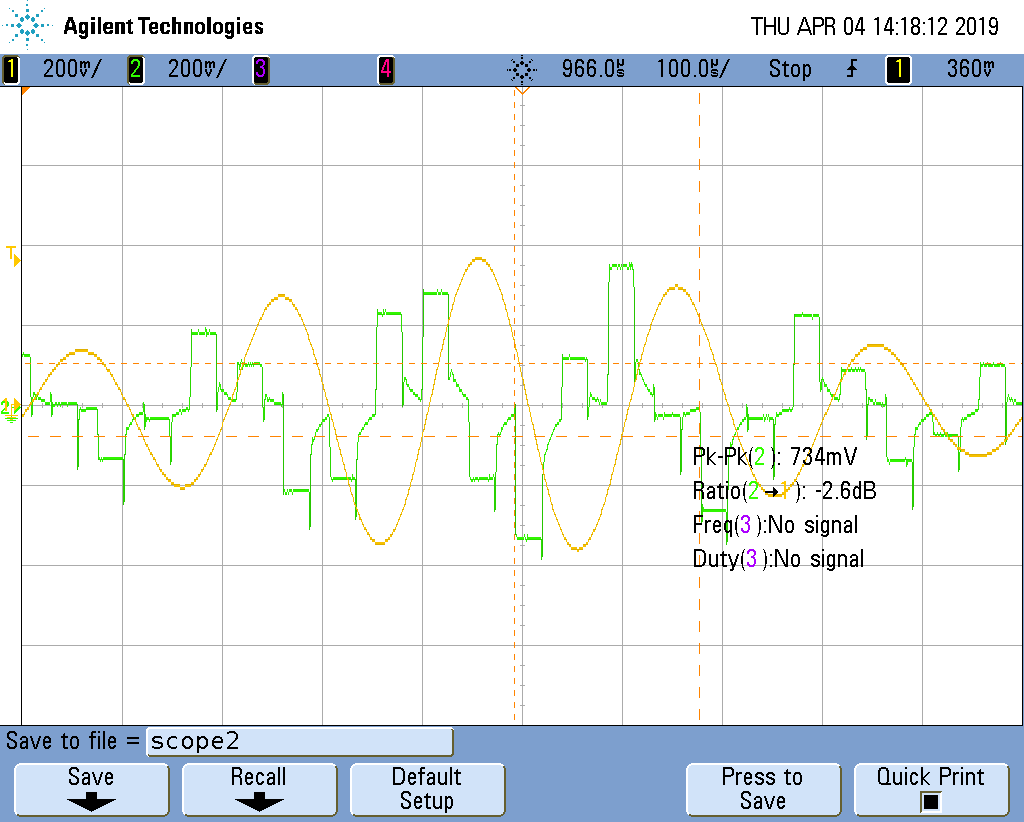 Agilent Technologies
THU APR 04 14:18:12 2019
1 200mV/ 2 200mV/ 3 4 966.0µs 100.0µs/ Stop 1 360mV
T
2
Pk-Pk(2): 734mV
Ratio(2→1): -2.6dB
Freq(3):No signal
Duty(3):No signal
Save to file = scope2
Save
Recall
Default
Setup
Press to
Save
Quick Print